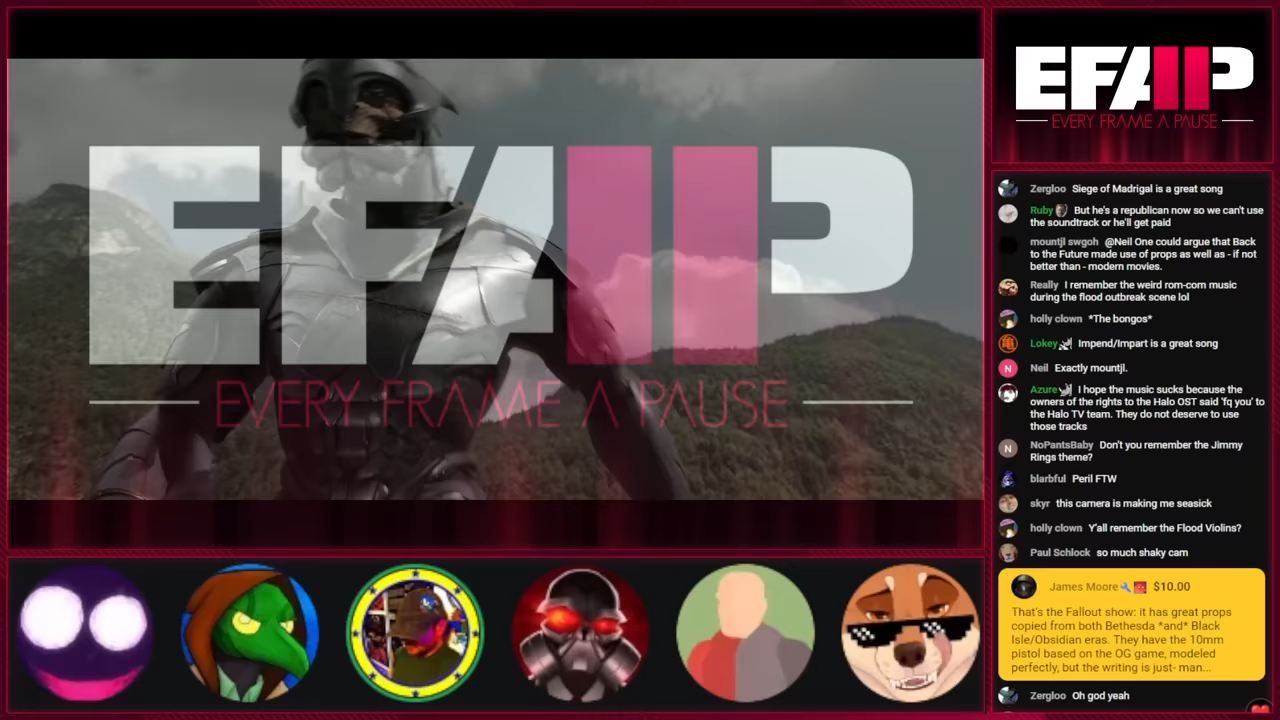 EFAP
EVERY FRAME A PAUSE
EFAP
EVERY FRAME A PAUSE
Zergloo Siege of Madrigal is a great song
Ruby But he's a republican now so we can't use
the soundtrack or he'll get paid
mountjl swgoh @Neil One could argue that Back
to the Future made use of props as well as - if not
better than - modern movies.
Really I remember the weird rom-com music
during the flood outbreak scene lol
holly clown *The bongos*
Lokey Impend/Impart is a great song
N Neil Exactly mountjl.
Azure I hope the music sucks because the
owners of the rights to the Halo OST said 'fq you' to
the Halo TV team. They do not deserve to use
those tracks
N NoPantsBaby Don't you remember the Jimmy
Rings theme?
blarbful Peril FTW
skyr this camera is making me seasick
holly clown Y'all remember the Flood Violins?
Paul Schlock so much shaky cam
James Moore $10.00
That's the Fallout show: it has great props
copied from both Bethesda *and* Black
Isle/Obsidian eras. They have the 10mm
pistol based on the OG game, modeled
perfectly, but the writing is just- man...
Zergloo Oh god yeah